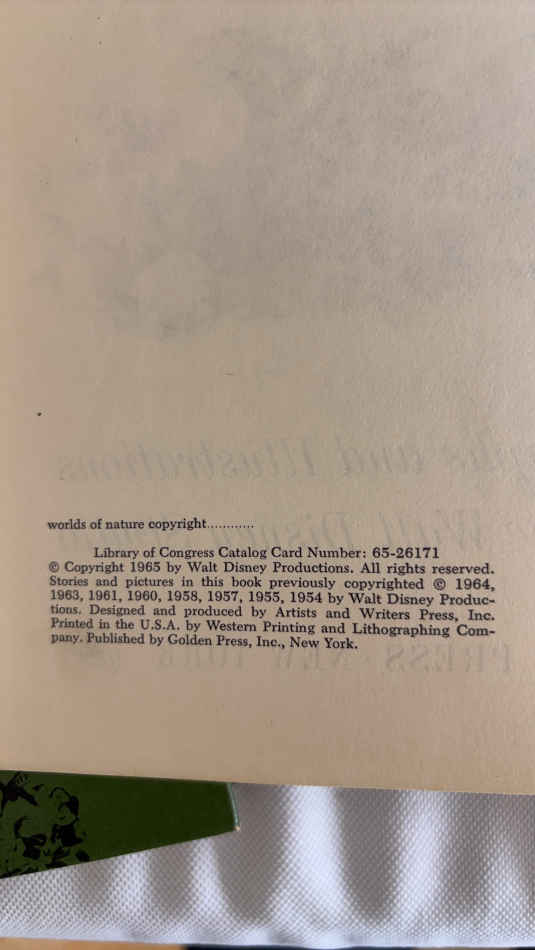 worlds of nature copyright............
Library of Congress Catalog Card Number: 65-26171
© Copyright 1965 by Walt Disney Productions. All rights reserved.
Stories and pictures in this book previously copyrighted © 1964,
1963, 1961, 1960, 1958, 1957, 1955, 1954 by Walt Disney Produc-
tions. Designed and produced by Artists and Writers Press, Inc.
Printed in the U.S.A. by Western Printing and Lithographing Com-
pany. Published by Golden Press, Inc., New York.